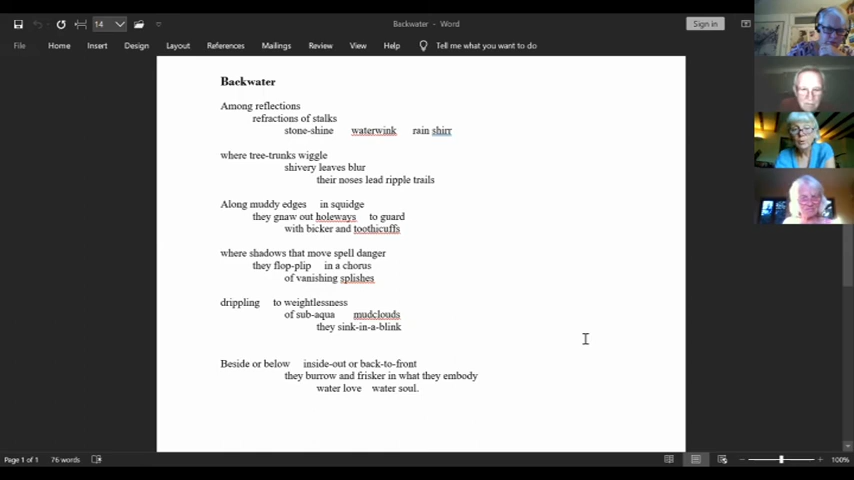 14
Backwater - Word
Sign in
File Home Insert Design Layout References Mailings Review View Help Tell me what you want to do
Backwater
Among reflections
refractions of stalks
stone-shine waterwink rain shirr
where tree-trunks wiggle
shivery leaves blur
their noses lead ripple trails
Along muddy edges in squidge
they gnaw out holeways to guard
with bicker and toothicuffs
where shadows that move spell danger
they flop-plip in a chorus
of vanishing splishes
drippling to weightlessness
of sub-aqua mudclouds
they sink-in-a-blink
Beside or below inside-out or back-to-front
they burrow and frisker in what they embody
water love water soul.
Page 1 of 1 76 words 100%